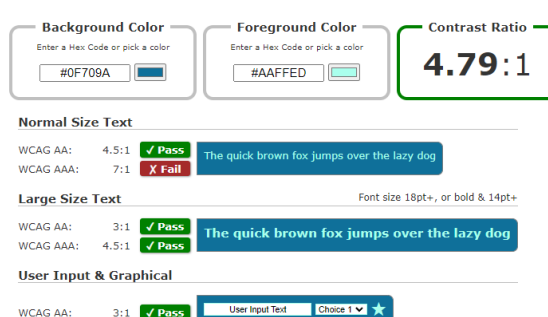 Background Color
Enter a Hex Code or pick a color
#0F709A
Foreground Color
Enter a Hex Code or pick a color
#AAFFED
Contrast Ratio
4.79:1
Normal Size Text
WCAG AA: 4.5:1 ✓ Pass
WCAG AAA: 7:1 ✗ Fail
The quick brown fox jumps over the lazy dog
Large Size Text
Font size 18pt+, or bold & 14pt+
WCAG AA: 3:1 ✓ Pass
WCAG AAA: 4.5:1 ✓ Pass
The quick brown fox jumps over the lazy dog
User Input & Graphical
WCAG AA: 3:1 ✓ Pass
User Input Text
Choice 1